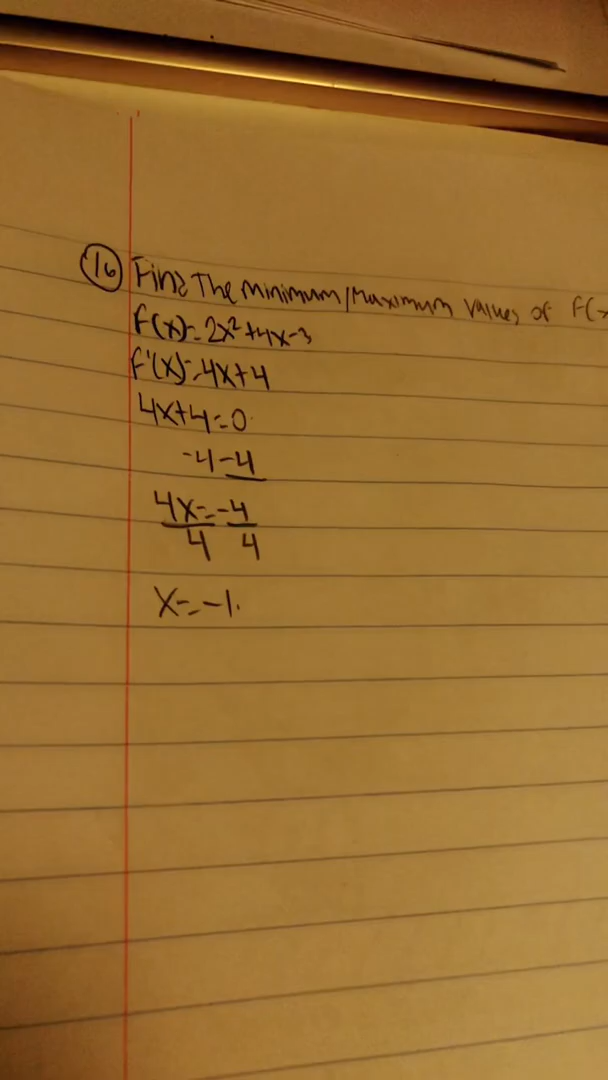 16 Find The minimum/Maximum values of f(x
f(x)=2x²+4x-3
f'(x)=4x+4
4x+4=0.
-4-4
4x=-4
4 4
x=-1.